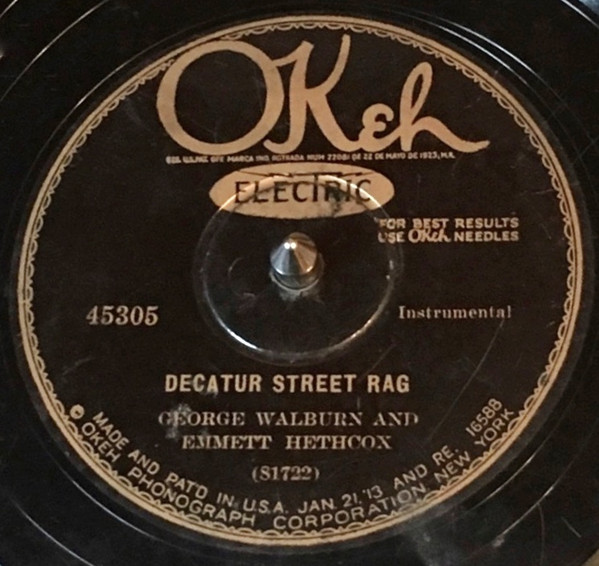 OKeh
REG. U.S. PAT. OFF. MARCA IND. RGTRADA NUM 22081 DE 22 DE MAYO DE 1923, M.R.
ELECTRIC
FOR BEST RESULTS
USE OKeh NEEDLES
45305
Instrumental
DECATUR STREET RAG
GEORGE WALBURN AND
EMMETT HETHCOX
(81722)
MADE AND PAT'D IN U.S.A. JAN. 21, '13 AND RE. 16588
© OKEH PHONOGRAPH CORPORATION NEW YORK